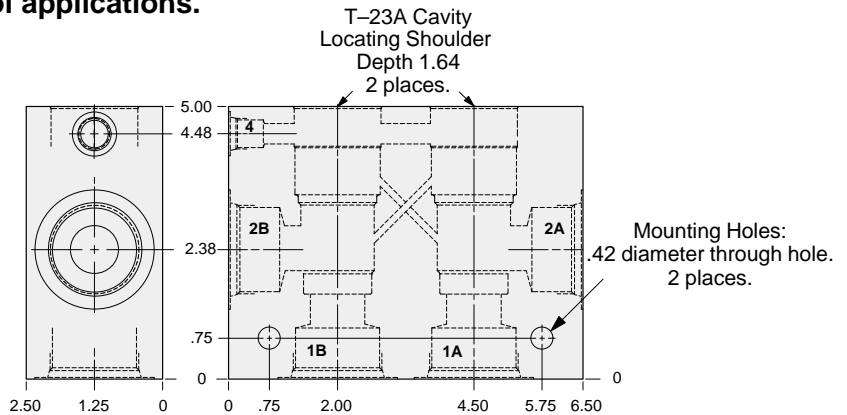 of applications.
T–23A Cavity
Locating Shoulder
Depth 1.64
2 places.
5.00
4.48
4
2B
2A
Mounting Holes:
.42 diameter through hole.
2 places.
2.38
.75
1B
1A
0
0
2.50
1.25
0
0
.75
2.00
4.50
5.75
6.50